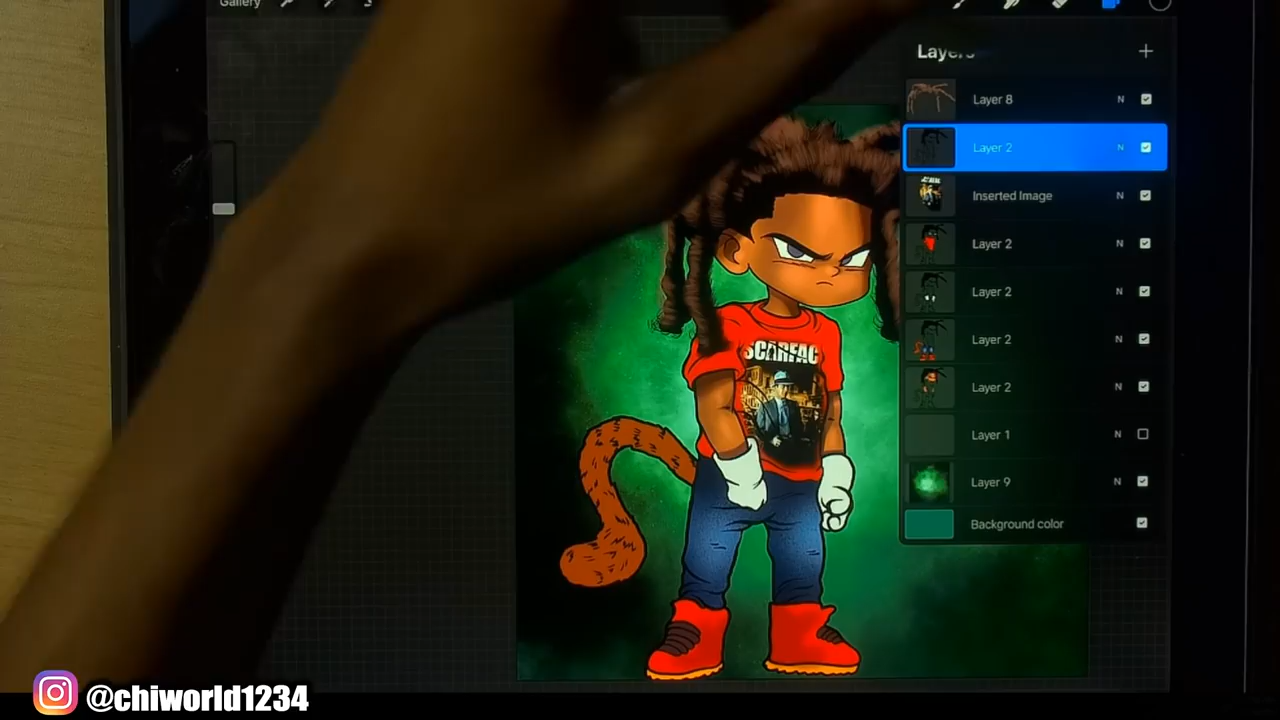 Gallery
Layers
Layer 8 N
Layer 2 N
Inserted Image N
Layer 2 N
Layer 2 N
Layer 2 N
Layer 2 N
Layer 1 N
Layer 9 N
Background color
SCARFAC
@chiworld1234